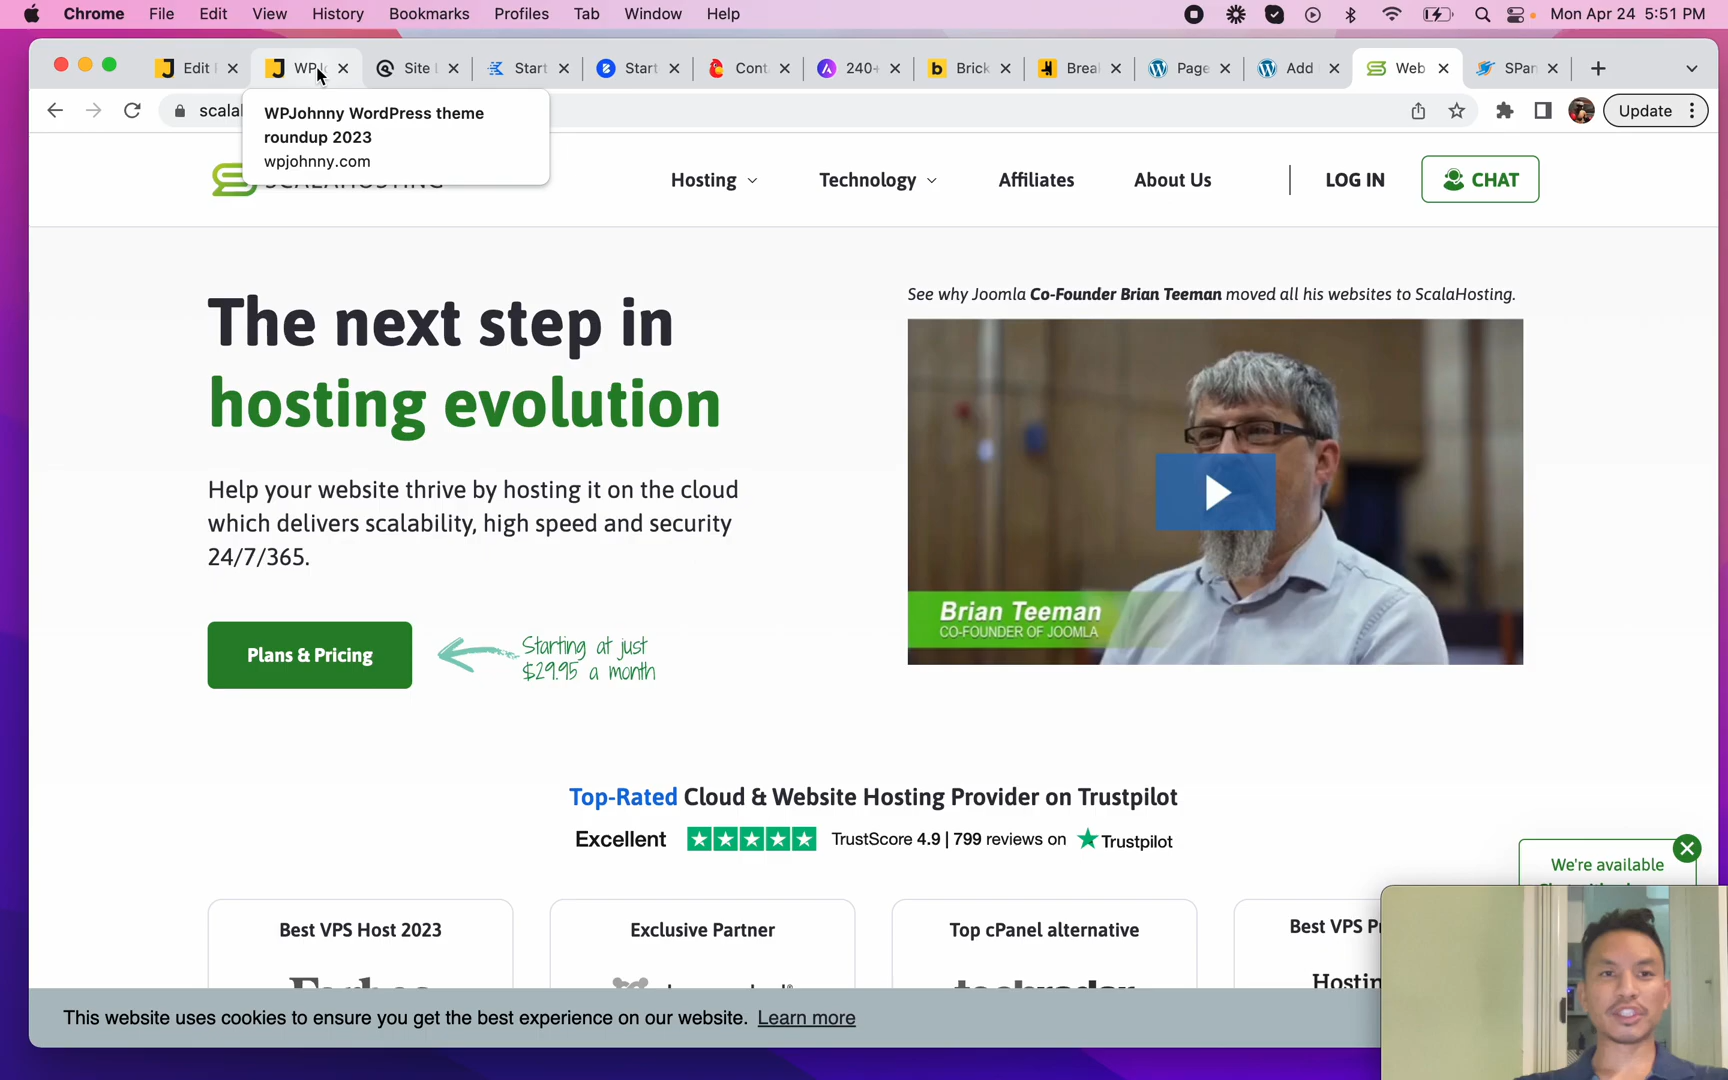 Chrome File Edit View History Bookmarks Profiles Tab Window Help Mon Apr 24 5:51 PM
Edit WPJ Site Start Start Cont 240+ Brick Brea Page Add Web SPan
scala Update
WPJohnny WordPress theme
roundup 2023
wpjohnny.com
SCALAHOSTING Hosting Technology Affiliates About Us LOG IN CHAT
The next step in
hosting evolution
Help your website thrive by hosting it on the cloud
which delivers scalability, high speed and security
24/7/365.
Plans & Pricing
Starting at just
$29.95 a month
See why Joomla Co-Founder Brian Teeman moved all his websites to ScalaHosting.
Brian Teeman
CO-FOUNDER OF JOOMLA
Top-Rated Cloud & Website Hosting Provider on Trustpilot
Excellent TrustScore 4.9 | 799 reviews on Trustpilot
We're available
Best VPS Host 2023 Exclusive Partner Top cPanel alternative Best VPS P
Forbes techradar Hostin
This website uses cookies to ensure you get the best experience on our website. Learn more